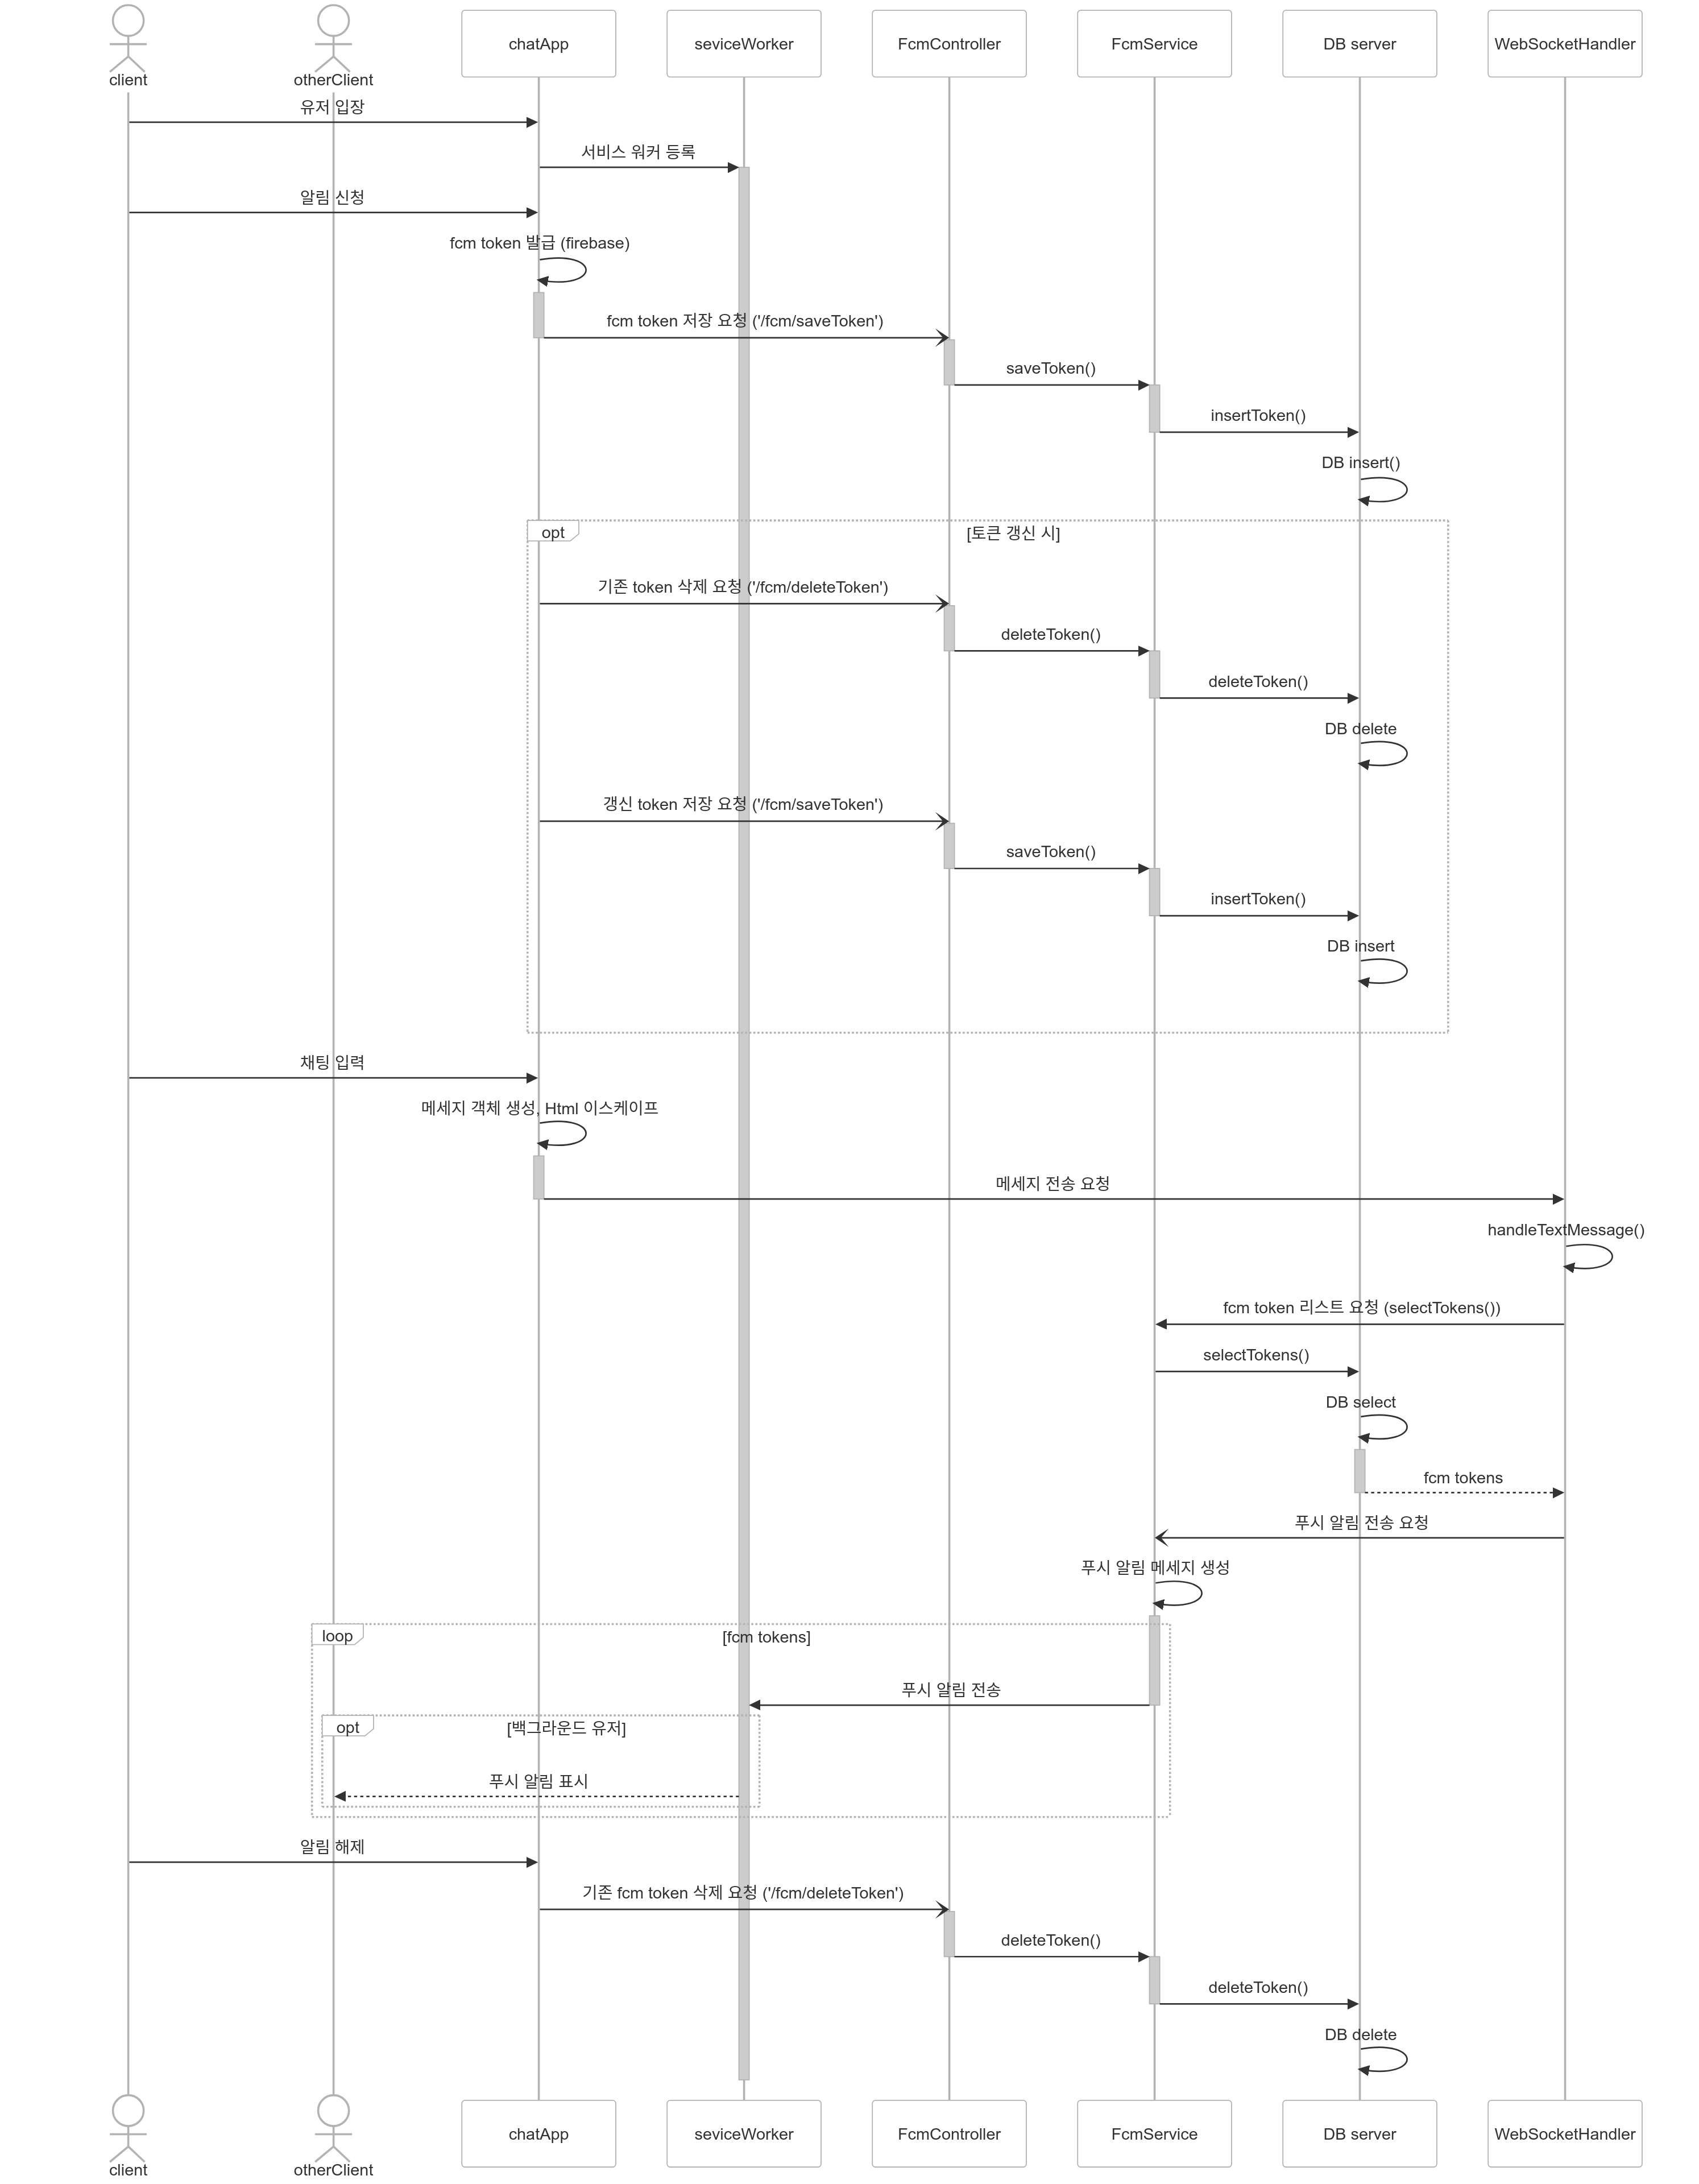 client
otherClient
chatApp
seviceWorker
FcmController
FcmService
DB server
WebSocketHandler
유저 입장
서비스 워커 등록
알림 신청
fcm token 발급 (firebase)
fcm token 저장 요청 ('/fcm/saveToken')
saveToken()
insertToken()
DB insert()
opt
[토큰 갱신 시]
기존 token 삭제 요청 ('/fcm/deleteToken')
deleteToken()
deleteToken()
DB delete
갱신 token 저장 요청 ('/fcm/saveToken')
saveToken()
insertToken()
DB insert
채팅 입력
메세지 객체 생성, Html 이스케이프
메세지 전송 요청
handleTextMessage()
fcm token 리스트 요청 (selectTokens())
selectTokens()
DB select
fcm tokens
푸시 알림 전송 요청
푸시 알림 메세지 생성
loop
[fcm tokens]
푸시 알림 전송
opt
[백그라운드 유저]
푸시 알림 표시
알림 해제
기존 fcm token 삭제 요청 ('/fcm/deleteToken')
deleteToken()
deleteToken()
DB delete
client
otherClient
chatApp
seviceWorker
FcmController
FcmService
DB server
WebSocketHandler